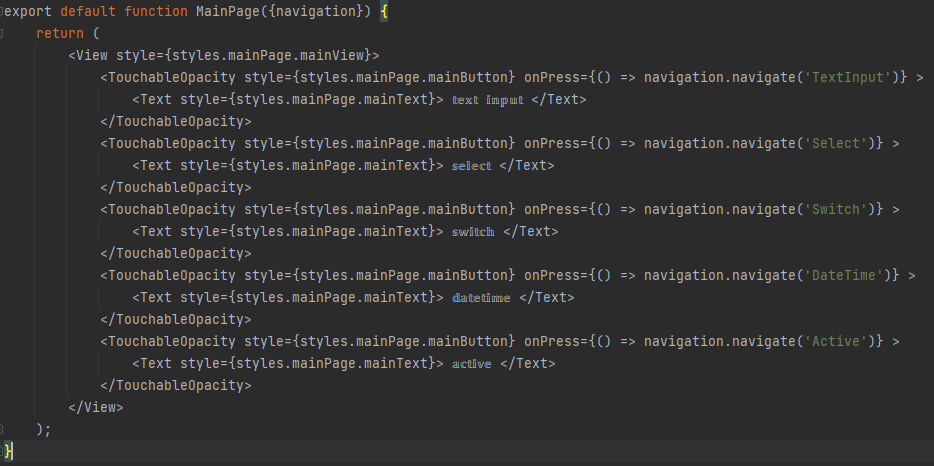 export default function MainPage({navigation}) {
    return (
        <View style={styles.mainPage.mainView}>
            <TouchableOpacity style={styles.mainPage.mainButton} onPress={() => navigation.navigate('TextInput')} >
                <Text style={styles.mainPage.mainText}> 𝕥𝕖𝕩𝕥 𝕚𝕟𝕡𝕦𝕥 </Text>
            </TouchableOpacity>
            <TouchableOpacity style={styles.mainPage.mainButton} onPress={() => navigation.navigate('Select')} >
                <Text style={styles.mainPage.mainText}> 𝕤𝕖𝕝𝕖𝕔𝕥 </Text>
            </TouchableOpacity>
            <TouchableOpacity style={styles.mainPage.mainButton} onPress={() => navigation.navigate('Switch')} >
                <Text style={styles.mainPage.mainText}> 𝕤𝕨𝕚𝕥𝕔𝕙 </Text>
            </TouchableOpacity>
            <TouchableOpacity style={styles.mainPage.mainButton} onPress={() => navigation.navigate('DateTime')} >
                <Text style={styles.mainPage.mainText}> 𝕕𝕒𝕥𝕖𝕥𝕚𝕞𝕖 </Text>
            </TouchableOpacity>
            <TouchableOpacity style={styles.mainPage.mainButton} onPress={() => navigation.navigate('Active')} >
                <Text style={styles.mainPage.mainText}> 𝕒𝕔𝕥𝕚𝕧𝕖 </Text>
            </TouchableOpacity>
        </View>
    );
}